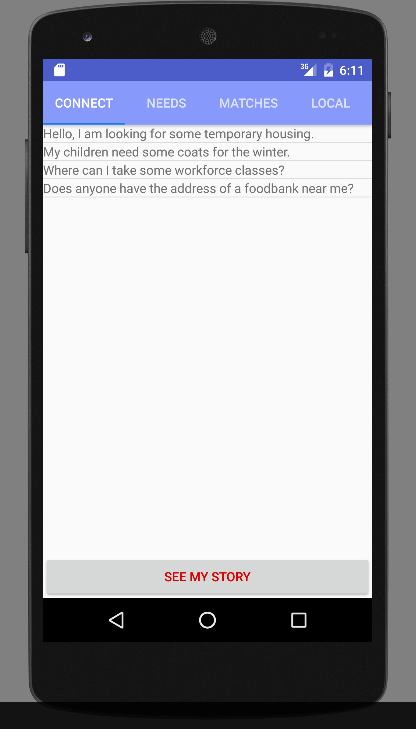 3G 6:11
CONNECT NEEDS MATCHES LOCAL
Hello, I am looking for some temporary housing.
My children need some coats for the winter.
Where can I take some workforce classes?
Does anyone have the address of a foodbank near me?
SEE MY STORY